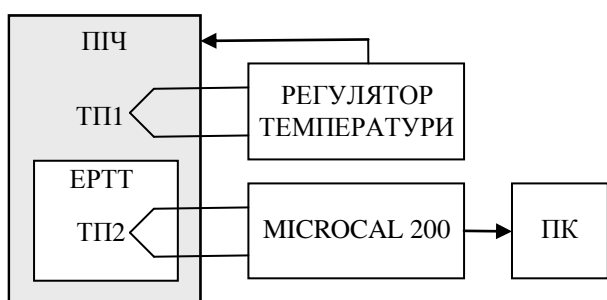 ПІЧ
ТП1
РЕГУЛЯТОР
ТЕМПЕРАТУРИ
ЕРТТ
ТП2
MICROCAL 200
ПК